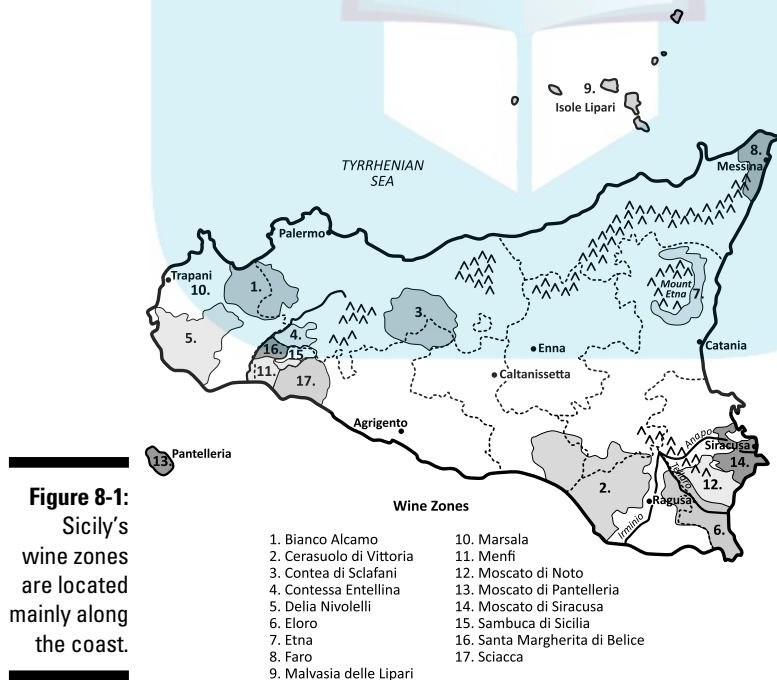 9.
Isole Lipari
8.
Messina
TYRRHENIAN
SEA
Palermo
Trapani
10.
1.
Mount
Etna
7.
3.
5.
4.
16.
15.
11.
17.
Enna
Catania
Caltanissetta
Agrigento
Anapo
Siracusa
13.
Pantelleria
14.
Tellaro
12.
2.
Ragusa
Irminio
6.
Figure 8-1:
Sicily's
wine zones
are located
mainly along
the coast.
Wine Zones
1. Bianco Alcamo
2. Cerasuolo di Vittoria
3. Contea di Sclafani
4. Contessa Entellina
5. Delia Nivolelli
6. Eloro
7. Etna
8. Faro
9. Malvasia delle Lipari
10. Marsala
11. Menfi
12. Moscato di Noto
13. Moscato di Pantelleria
14. Moscato di Siracusa
15. Sambuca di Sicilia
16. Santa Margherita di Belice
17. Sciacca